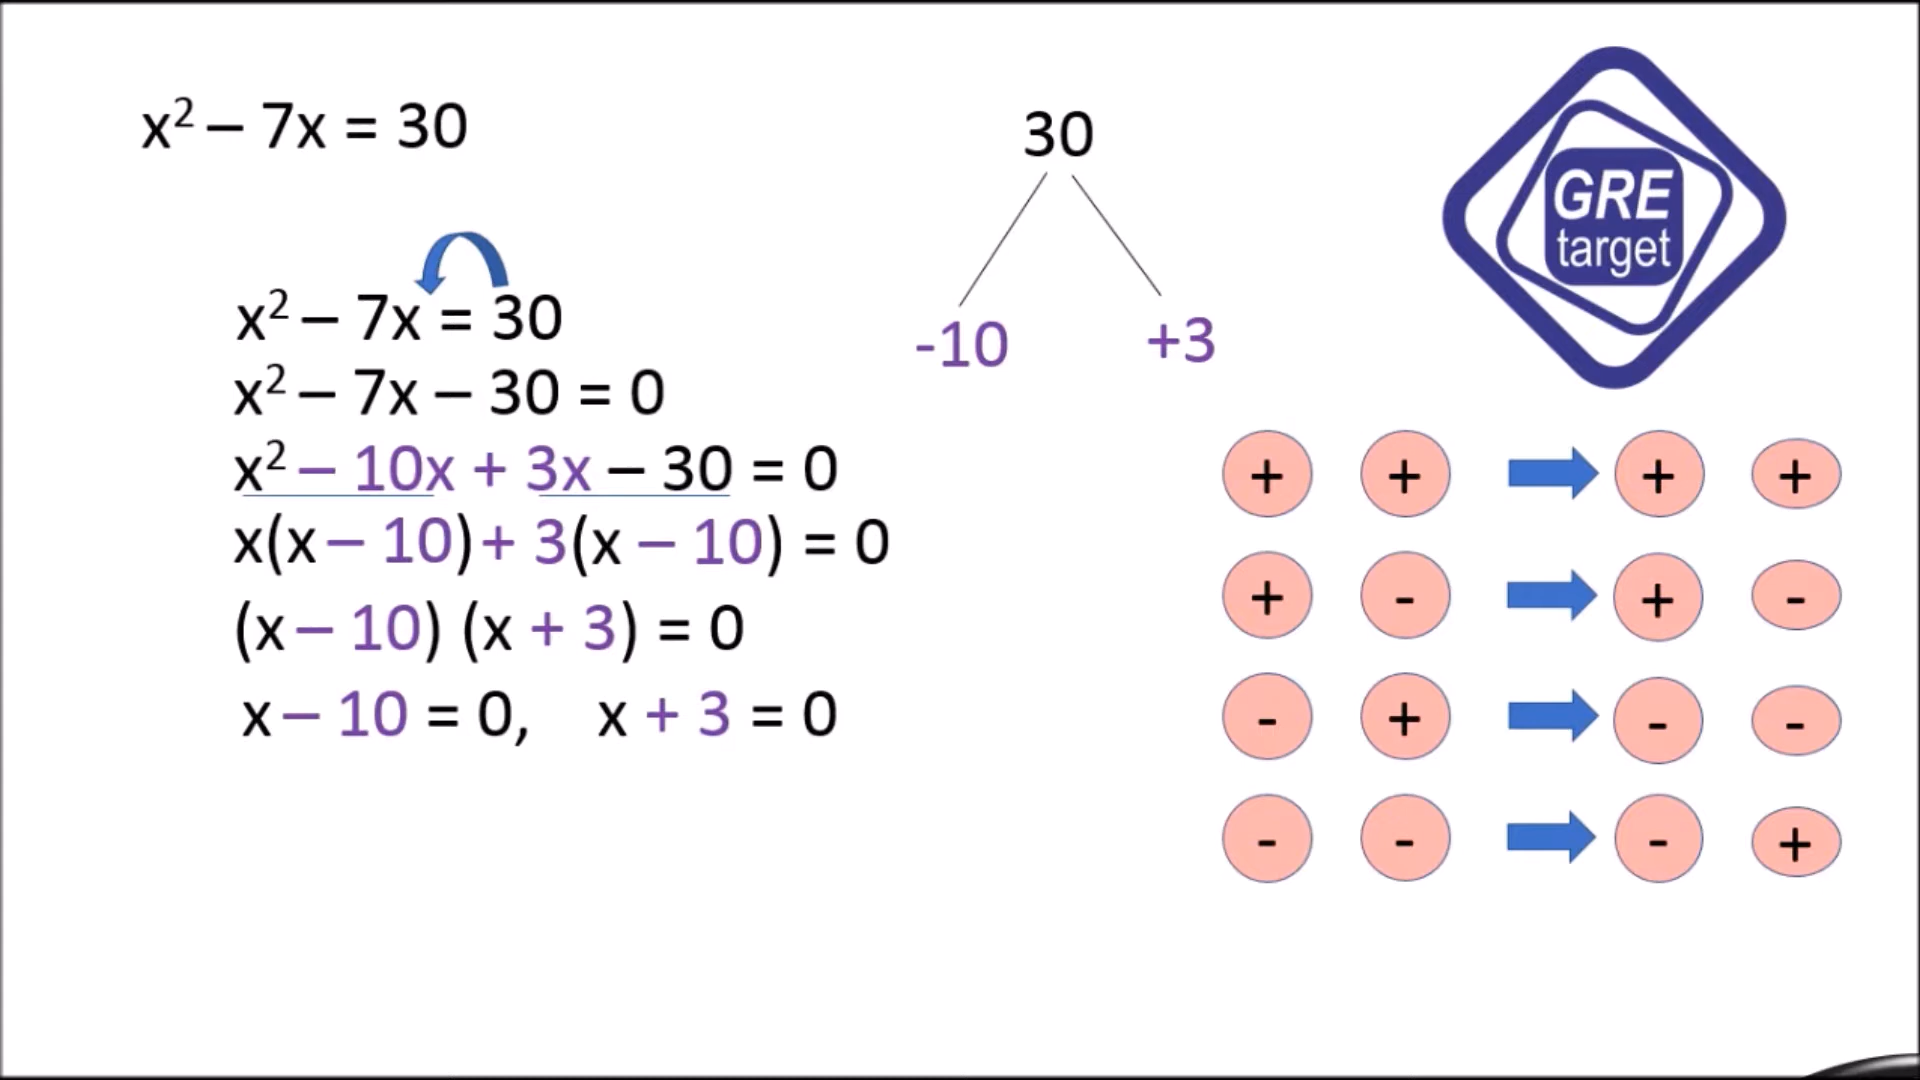 x² – 7x = 30
30
-10 +3
x² – 7x = 30
x² – 7x – 30 = 0
x² – 10x + 3x – 30 = 0
x(x – 10) + 3(x – 10) = 0
(x – 10) (x + 3) = 0
x – 10 = 0, x + 3 = 0
GRE
target
+ + + +
+ - + -
- + - -
- - - +